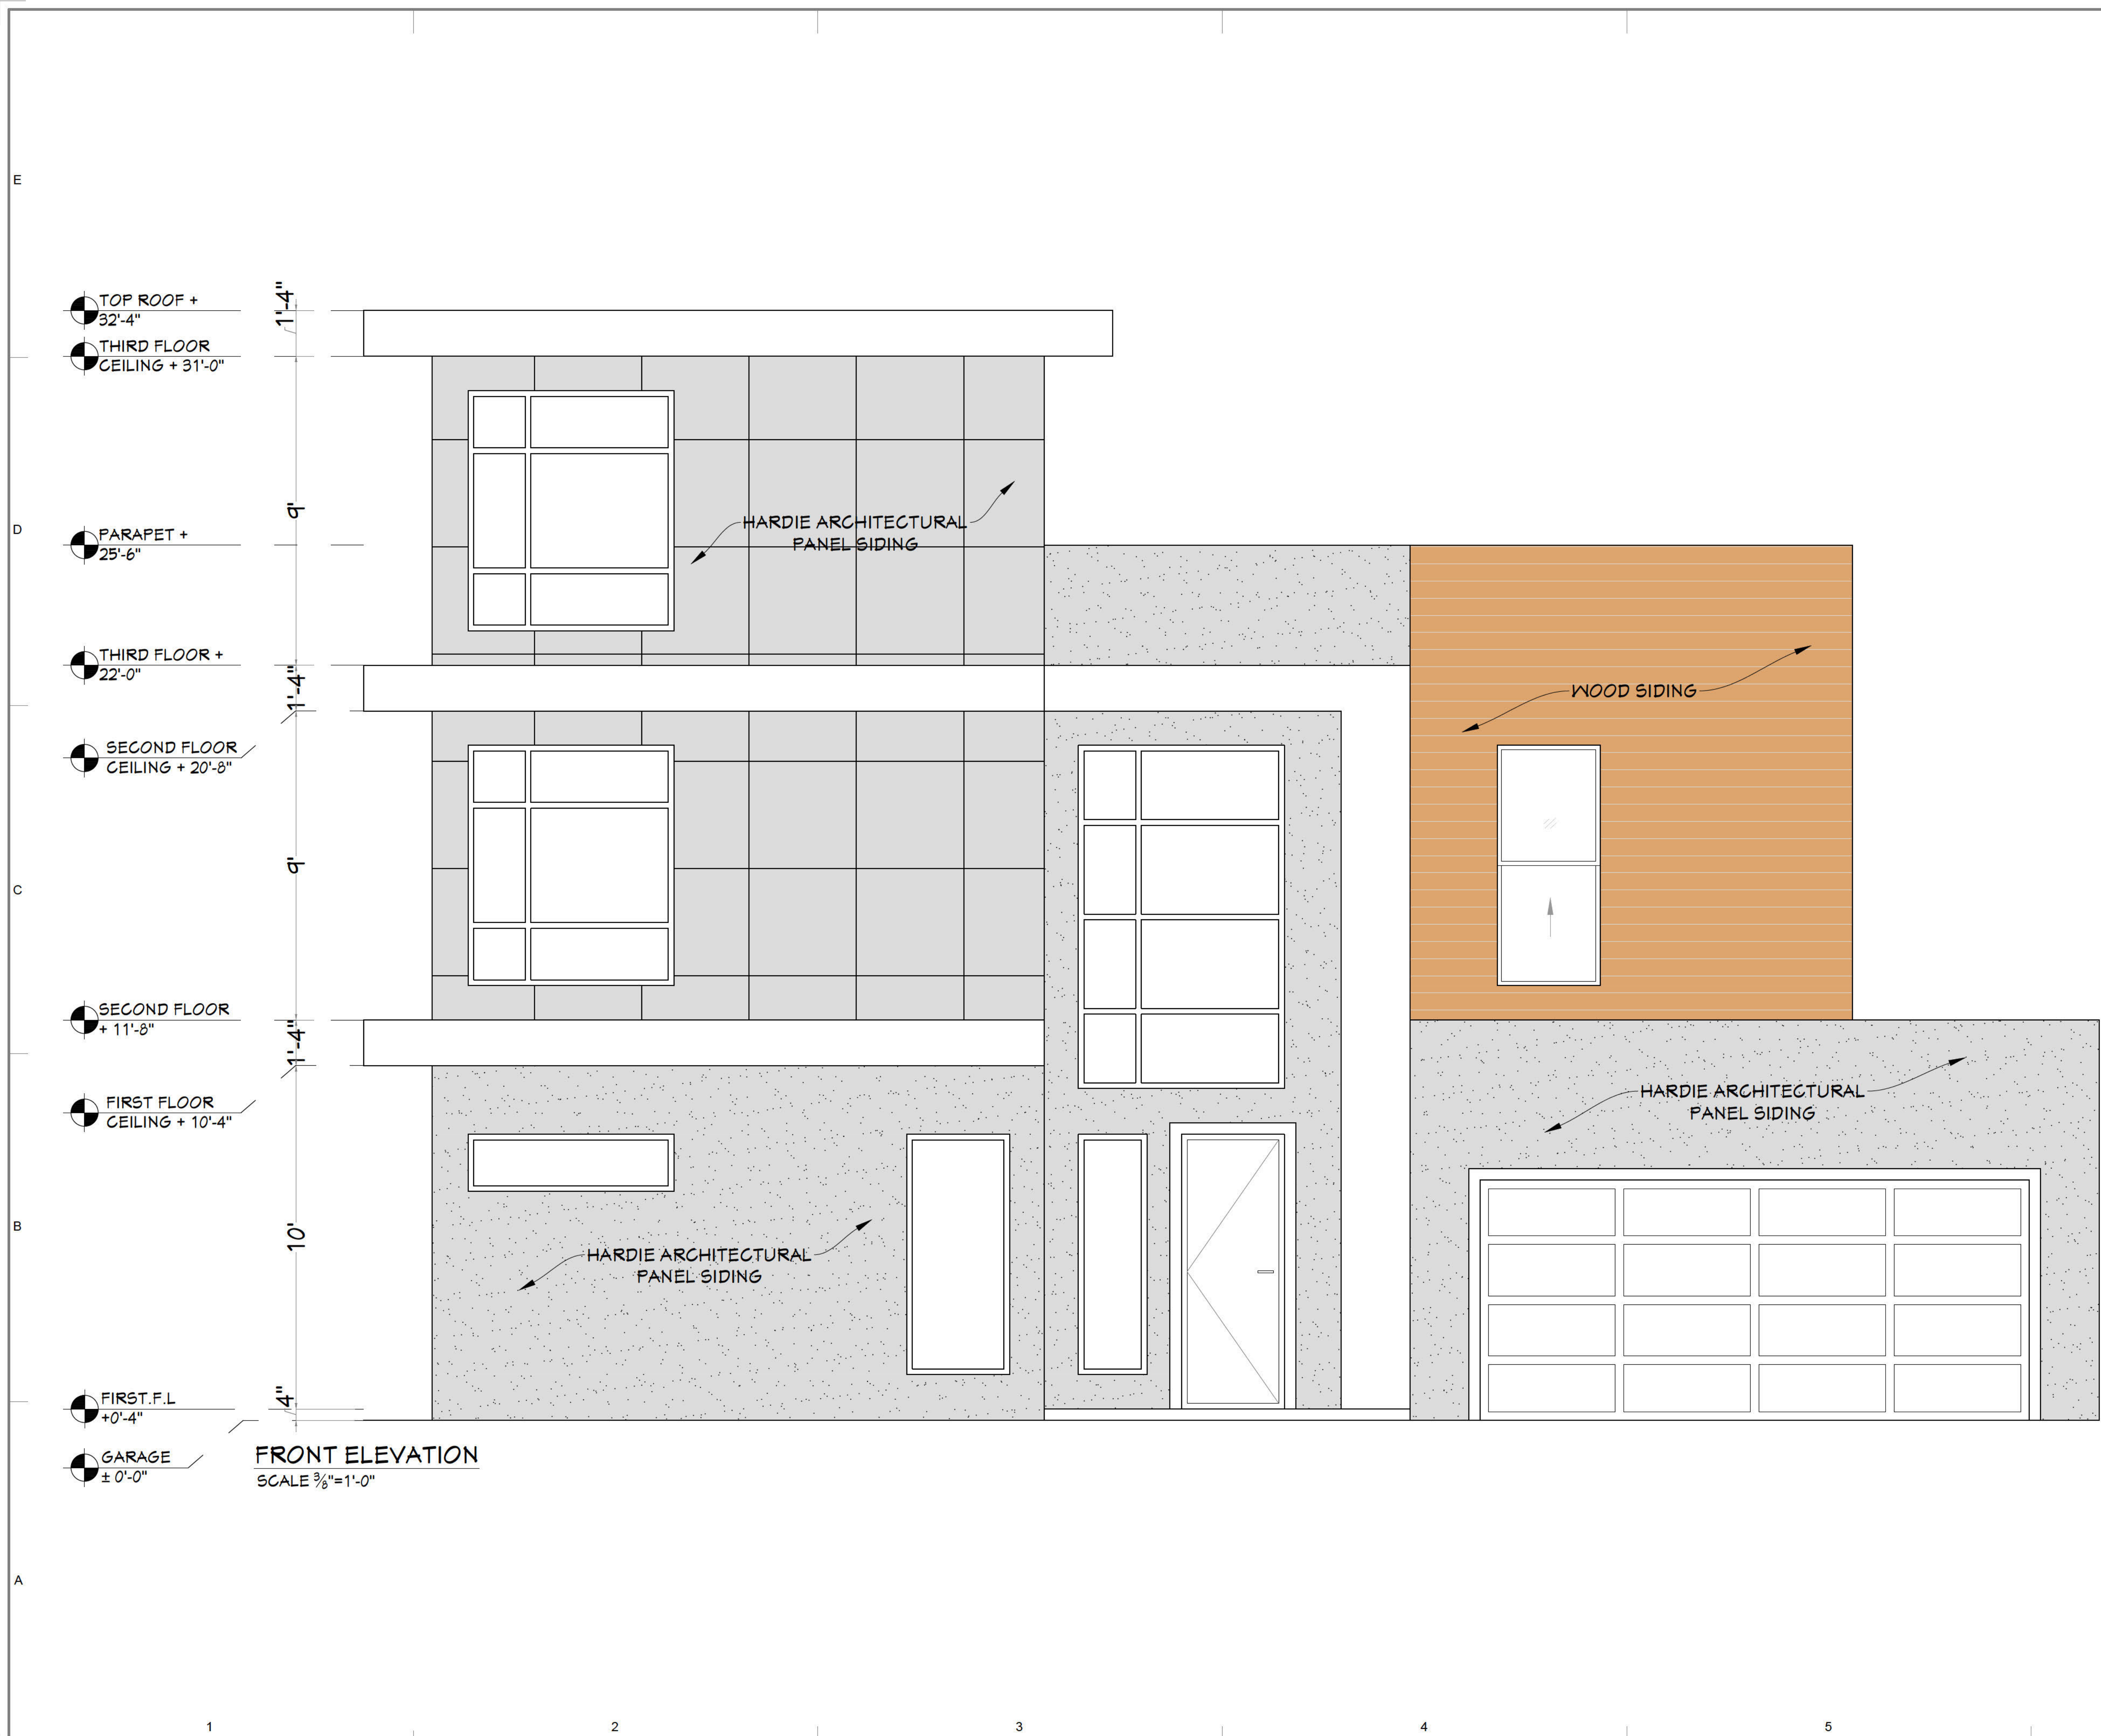 E
TOP ROOF +
32'-4"
1'-4"
THIRD FLOOR
CEILING + 31'-0"
D
9'
HARDIE ARCHITECTURAL
PANEL SIDING
PARAPET +
25'-6"
THIRD FLOOR +
22'-0"
1'-4"
WOOD SIDING
SECOND FLOOR
CEILING + 20'-8"
9'
C
SECOND FLOOR
+ 11'-8"
1'-4"
FIRST FLOOR
CEILING + 10'-4"
HARDIE ARCHITECTURAL
PANEL SIDING
B
10'
HARDIE ARCHITECTURAL
PANEL SIDING
4"
FIRST.F.L
+0'-4"
GARAGE
± 0'-0"
FRONT ELEVATION
SCALE ⅜"=1'-0"
A
1 2 3 4 5